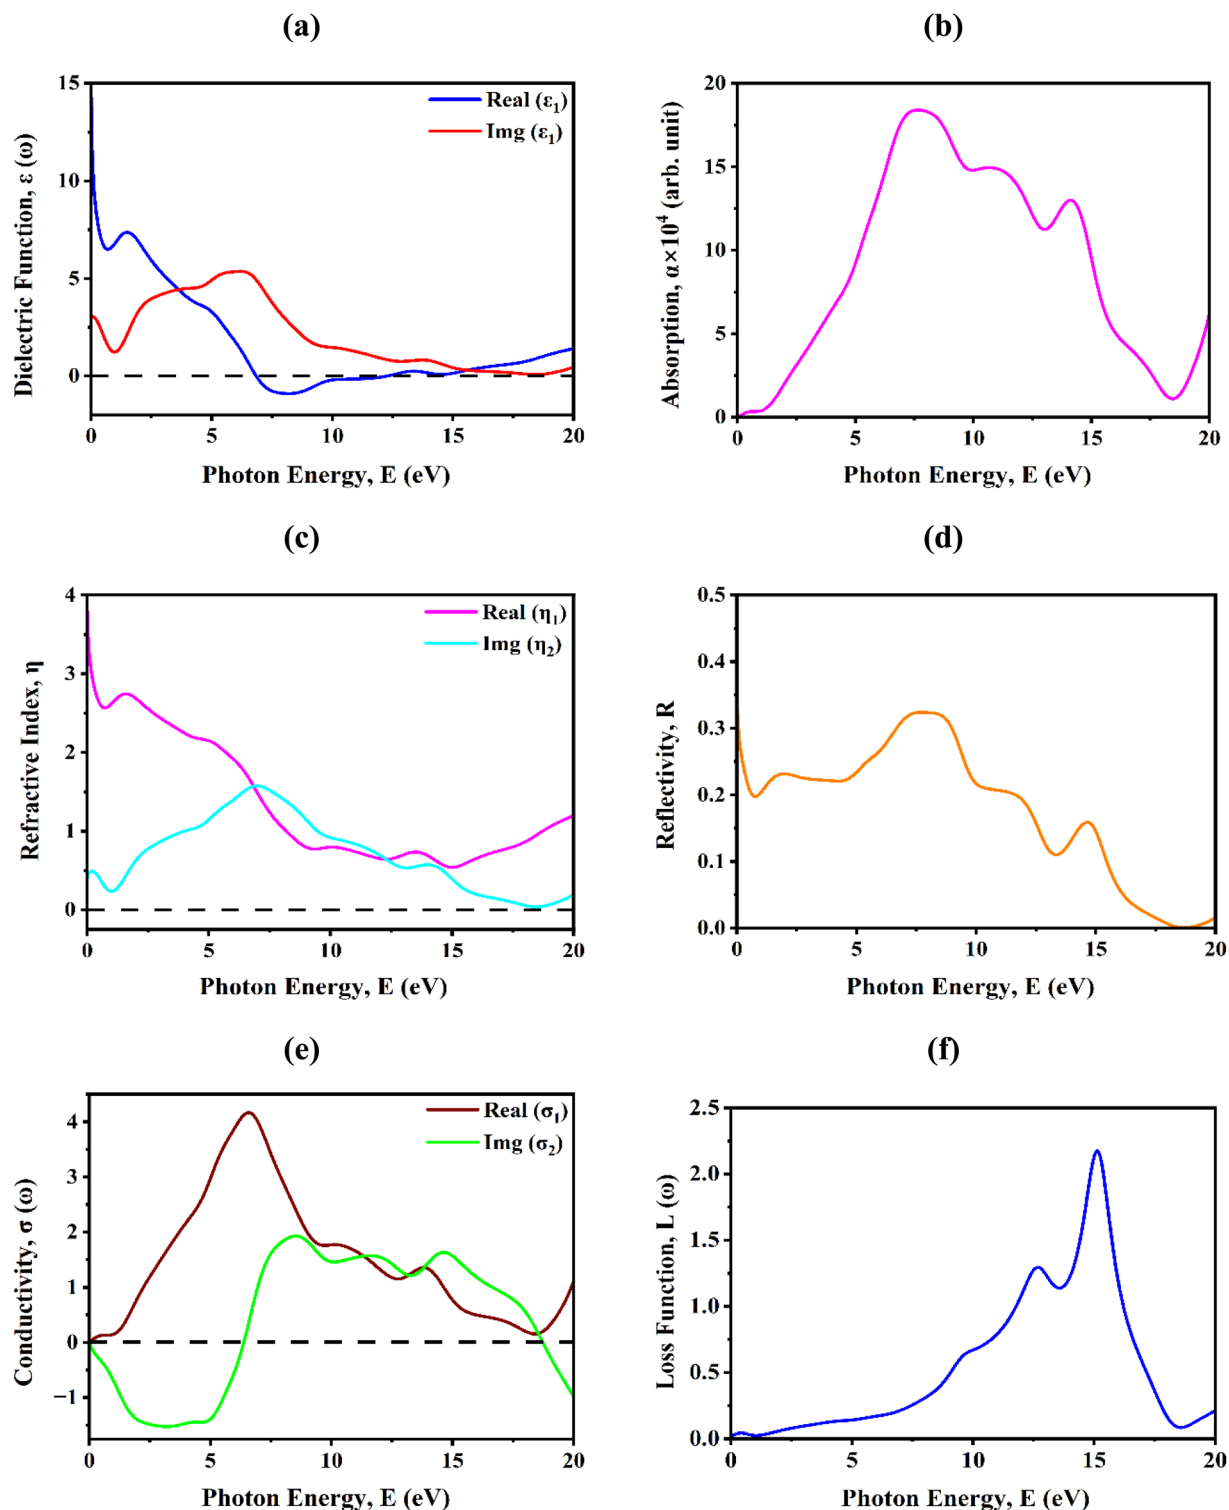 (a)
(b)
15
10
5
0
Dielectric Function, ε (ω)
Real (ε₁)
Img (ε₁)
0 5 10 15 20
Photon Energy, E (eV)
20
15
10
5
0
Absorption, α×10⁴ (arb. unit)
0 5 10 15 20
Photon Energy, E (eV)
(c)
(d)
4
3
2
1
0
Refractive Index, η
Real (η₁)
Img (η₂)
0 5 10 15 20
Photon Energy, E (eV)
0.5
0.4
0.3
0.2
0.1
0.0
Reflectivity, R
0 5 10 15 20
Photon Energy, E (eV)
(e)
(f)
4
3
2
1
0
−1
Conductivity, σ (ω)
Real (σ₁)
Img (σ₂)
0 5 10 15 20
Photon Energy, E (eV)
2.5
2.0
1.5
1.0
0.5
0.0
Loss Function, L (ω)
0 5 10 15 20
Photon Energy, E (eV)